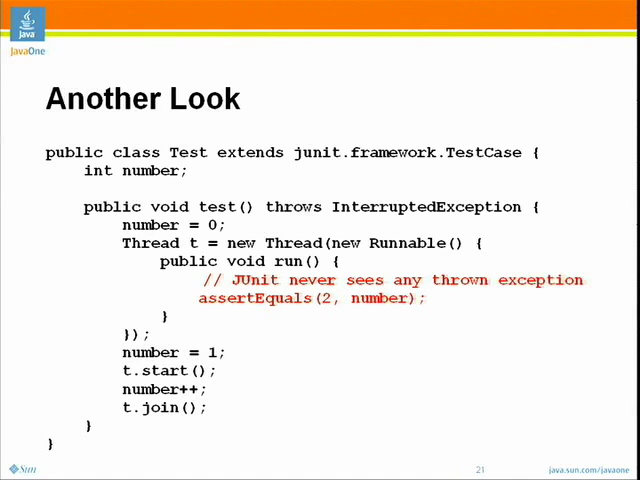 Java
JavaOne
Another Look
public class Test extends junit.framework.TestCase {
int number;
public void test() throws InterruptedException {
number = 0;
Thread t = new Thread(new Runnable() {
public void run() {
// JUnit never sees any thrown exception
assertEquals(2, number);
}
});
number = 1;
t.start();
number++;
t.join();
}
}
Sun
21
java.sun.com/javaone